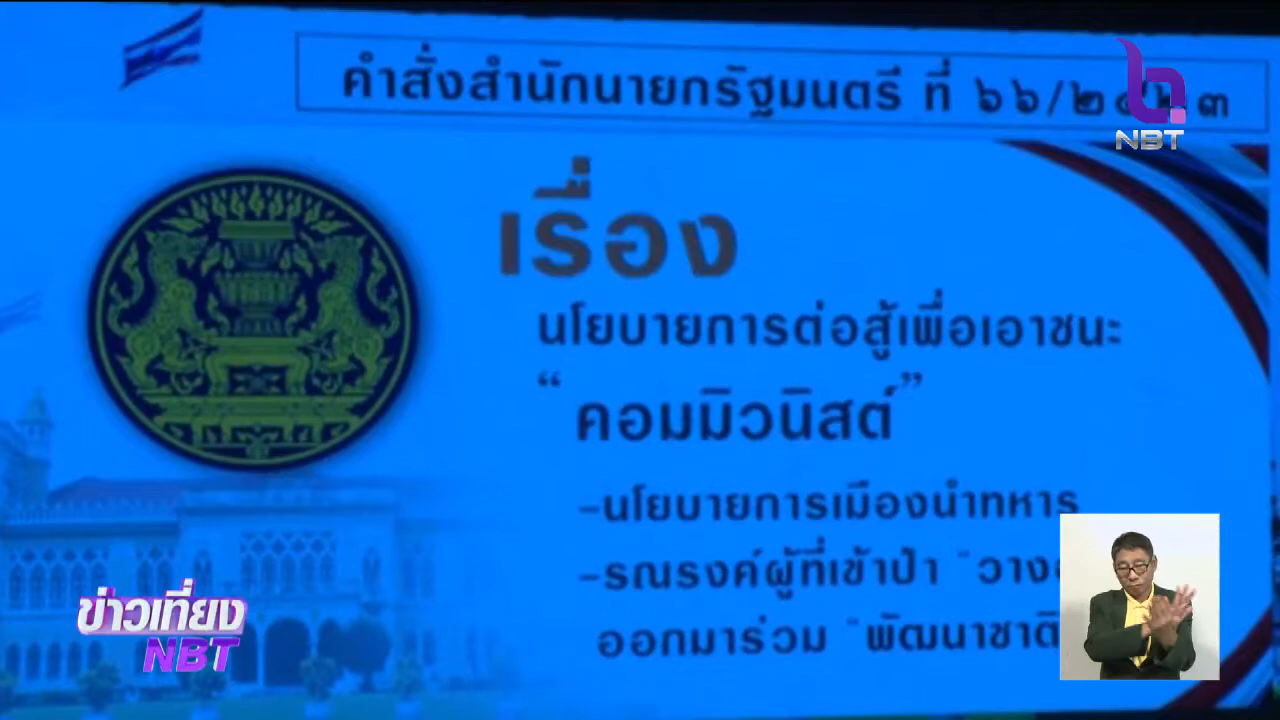 คำสั่งสำนักนายกรัฐมนตรี ที่ ๖๖/๒๕๒๓
NBT
เรื่อง
นโยบายการต่อสู้เพื่อเอาชนะ
“คอมมิวนิสต์”
-นโยบายการเมืองนำทหาร
-รณรงค์ผู้ที่เข้าป่า "วาง
ออกมาร่วม "พัฒนาชาติ
ข่าวเที่ยง
NBT